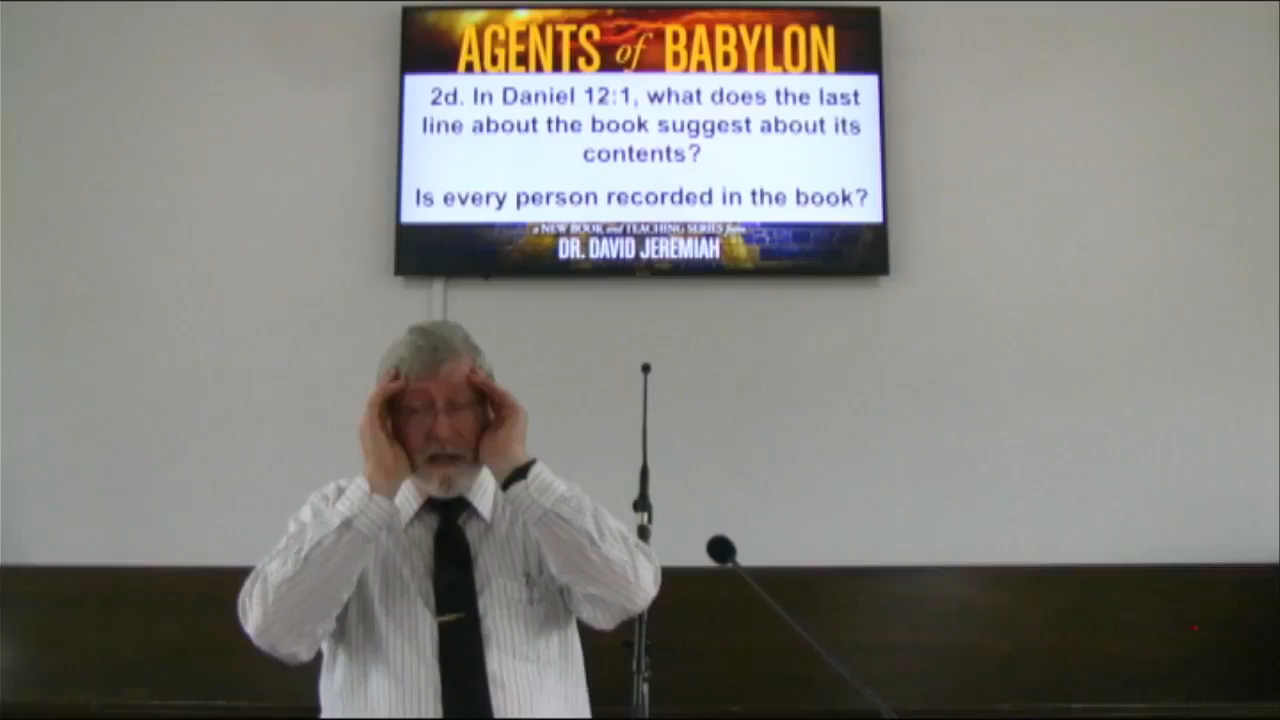 AGENTS of BABYLON
2d. In Daniel 12:1, what does the last
line about the book suggest about its
contents?
Is every person recorded in the book?
a NEW BOOK and TEACHING SERIES from
DR. DAVID JEREMIAH